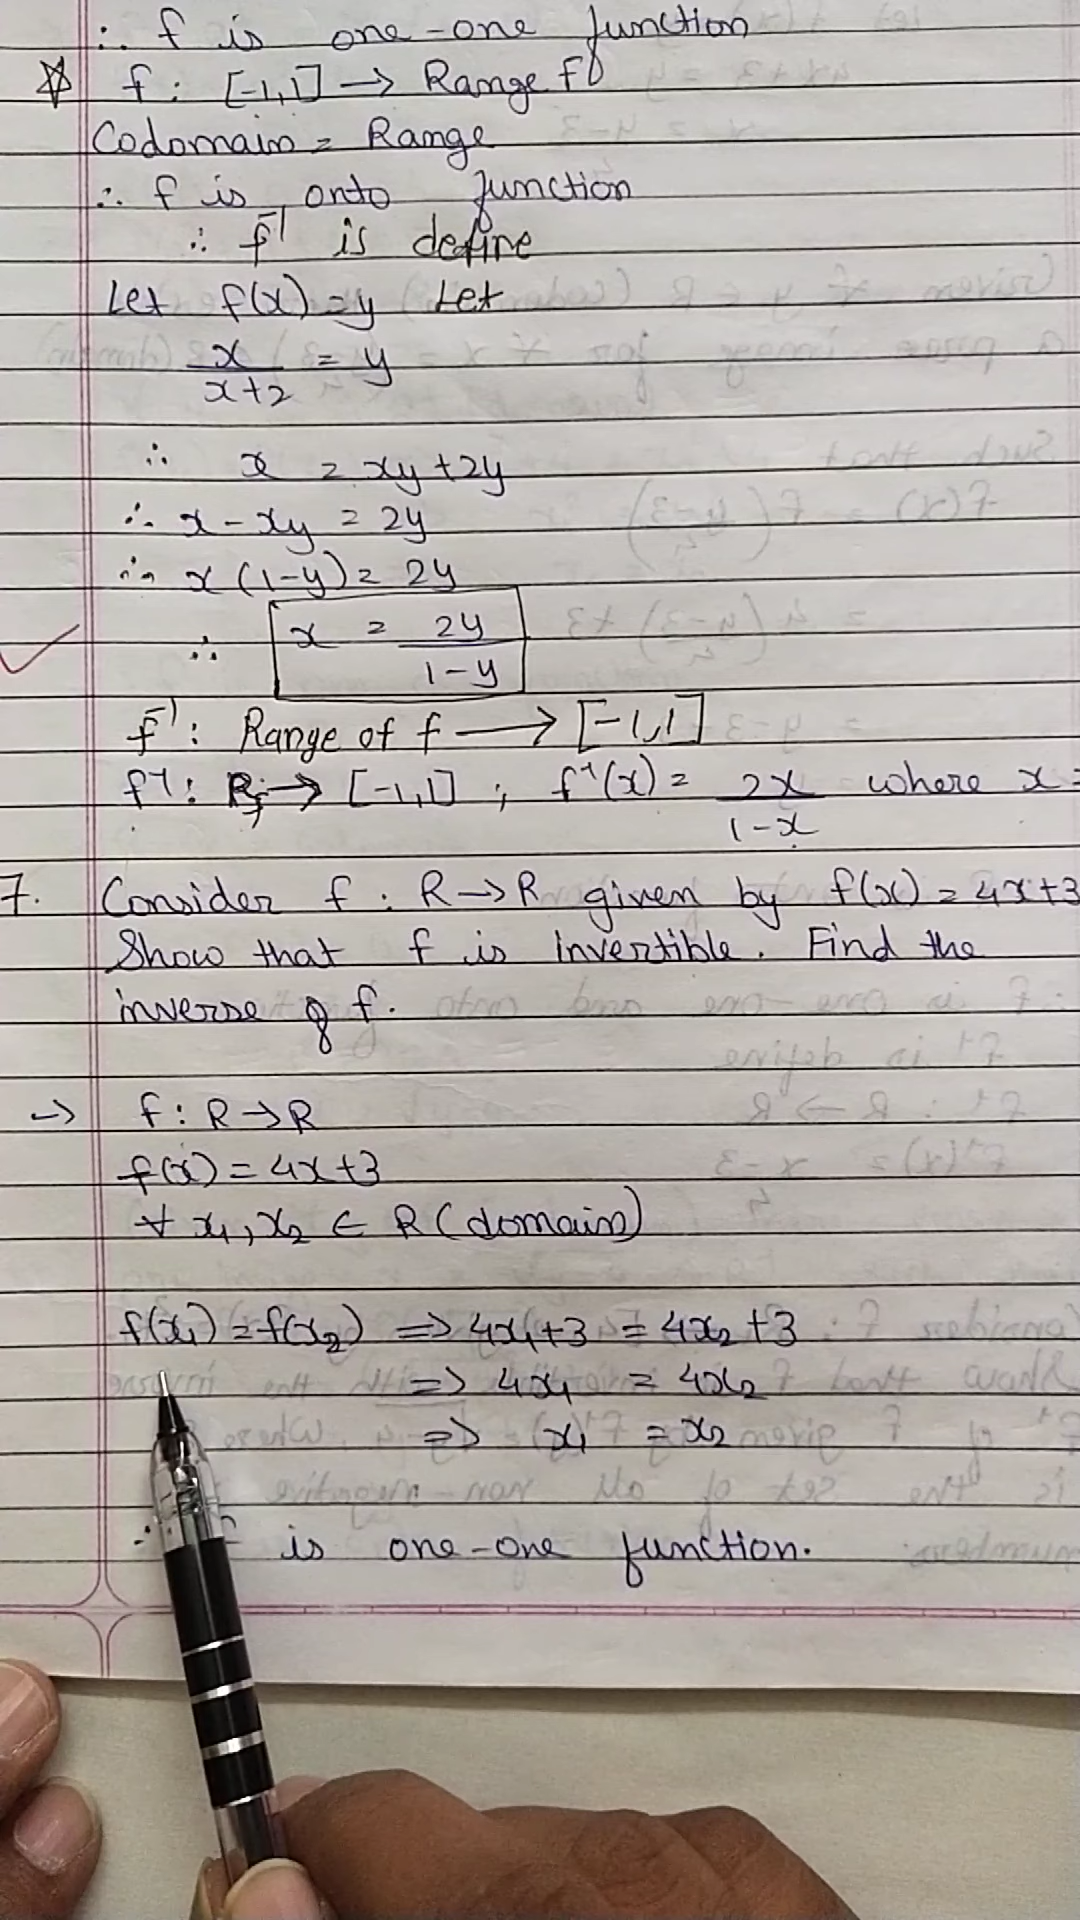 ∴ f is one-one function
☆ f : [-1,1] → Range f
Codomain = Range
∴ f is onto function
∴ f⁻¹ is define
Let f(x) = y Let
x/(x+2) = y
∴ x = xy + 2y
∴ x - xy = 2y
∴ x (1-y) = 2y
∴ x = 2y/(1-y)
f⁻¹ : Range of f → [-1,1]
f⁻¹ : Rf → [-1,1] ; f⁻¹(x) = 2x/(1-x) where x =
7. Consider f : R → R given by f(x) = 4x+3
Show that f is invertible. Find the
inverse of f.
→ f : R → R
f(x) = 4x+3
∀ x₁, x₂ ∈ R (domain)
f(x₁) = f(x₂) ⇒ 4x₁+3 = 4x₂+3
⇒ 4x₁ = 4x₂
⇒ x₁ = x₂
∴ f is one-one function.